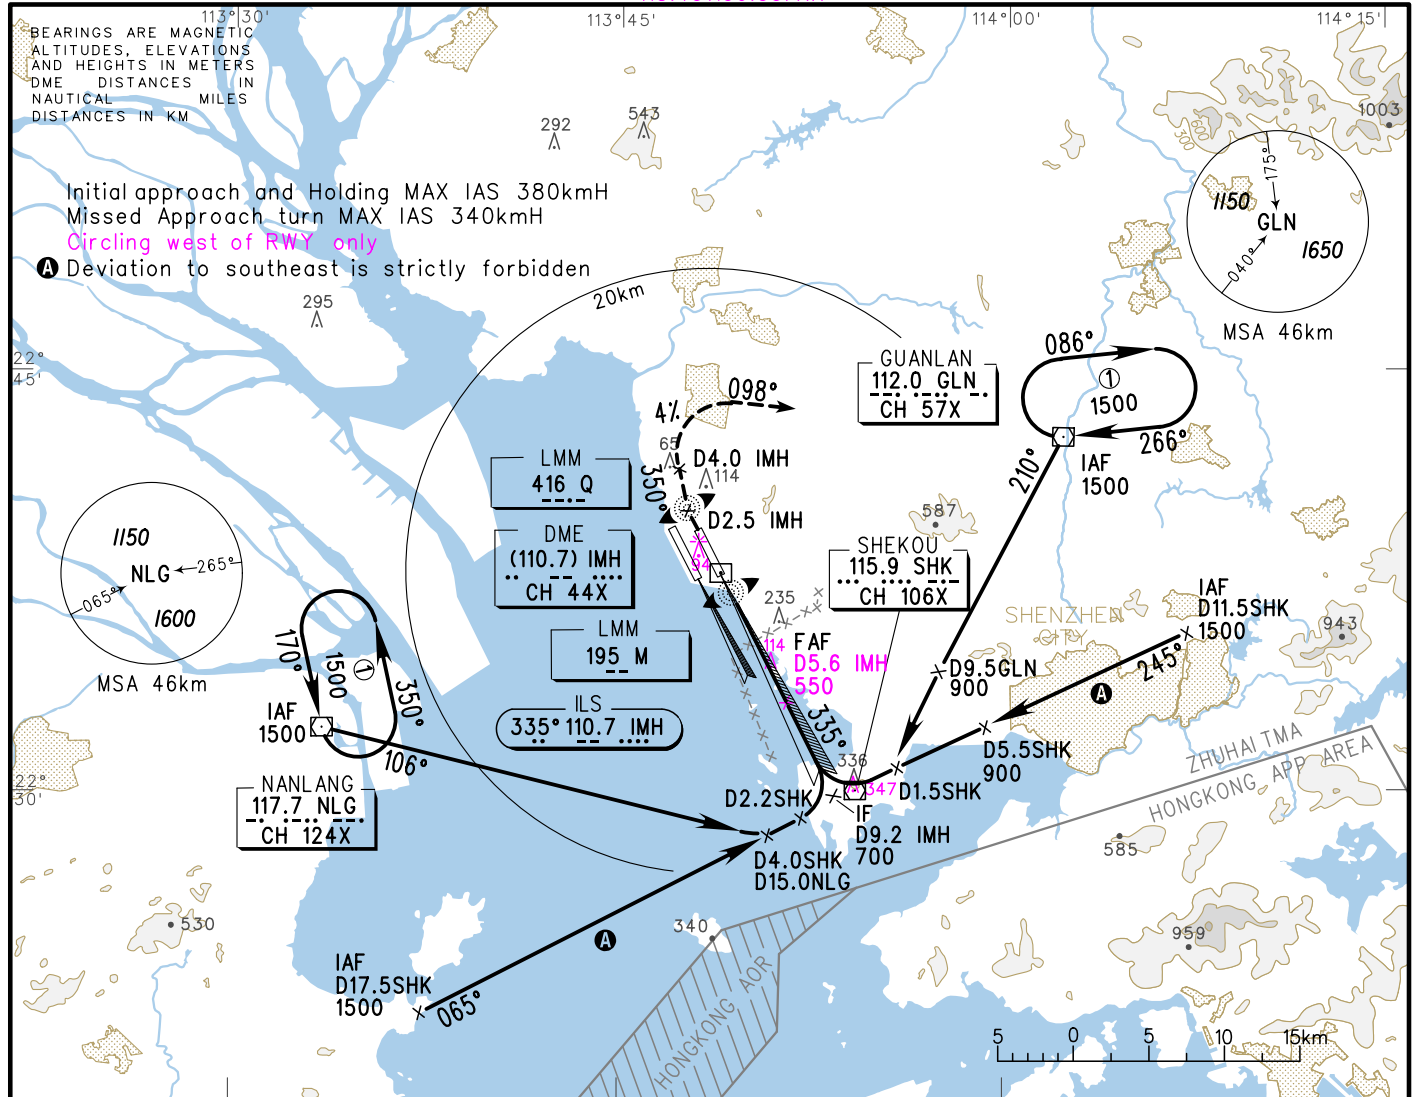 113°30'
113°45'
114°00'
114°15'
BEARINGS ARE MAGNETIC
ALTITUDES, ELEVATIONS
AND HEIGHTS IN METERS
DME DISTANCES IN
NAUTICAL MILES
DISTANCES IN KM
292
543
1003
Initial approach and Holding MAX IAS 380kmH
Missed Approach turn MAX IAS 340kmH
Circling west of RWY only
A Deviation to southeast is strictly forbidden
600
300
175°
1150
GLN
1650
040°
MSA 46km
295
20km
22°
45'
086°
1
1500
266°
IAF
1500
210°
GUANLAN
112.0 GLN
CH 57X
098°
4%
65
D4.0 IMH
114
350°
D2.5 IMH
LMM
416 Q
DME
(110.7) IMH
CH 44X
LMM
195 M
ILS
335° 110.7 IMH
94
587
SHEKOU
115.9 SHK
CH 106X
235
114
FAF
D5.6 IMH
550
335°
1150
NLG
265°
065°
1600
MSA 46km
170°
1500
1
350°
IAF
1500
106°
NANLANG
117.7 NLG
CH 124X
22°
30'
SHENZHEN
CITY
IAF
D11.5SHK
1500
943
245°
A
D9.5GLN
900
D5.5SHK
900
ZHUHAI TMA
HONGKONG APP AREA
336
347
D1.5SHK
D2.2SHK
IF
D9.2 IMH
700
D4.0SHK
D15.0NLG
585
530
340
959
A
IAF
D17.5SHK
1500
065°
HONGKONG AOR
5 0 5 10 15km